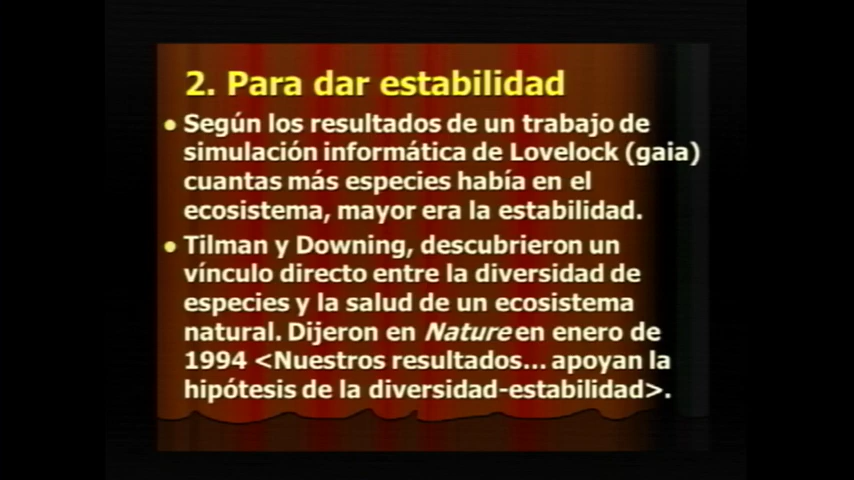 2. Para dar estabilidad
• Según los resultados de un trabajo de
simulación informática de Lovelock (gaia)
cuantas más especies había en el
ecosistema, mayor era la estabilidad.
• Tilman y Downing, descubrieron un
vínculo directo entre la diversidad de
especies y la salud de un ecosistema
natural. Dijeron en Nature en enero de
1994 <Nuestros resultados... apoyan la
hipótesis de la diversidad-estabilidad>.